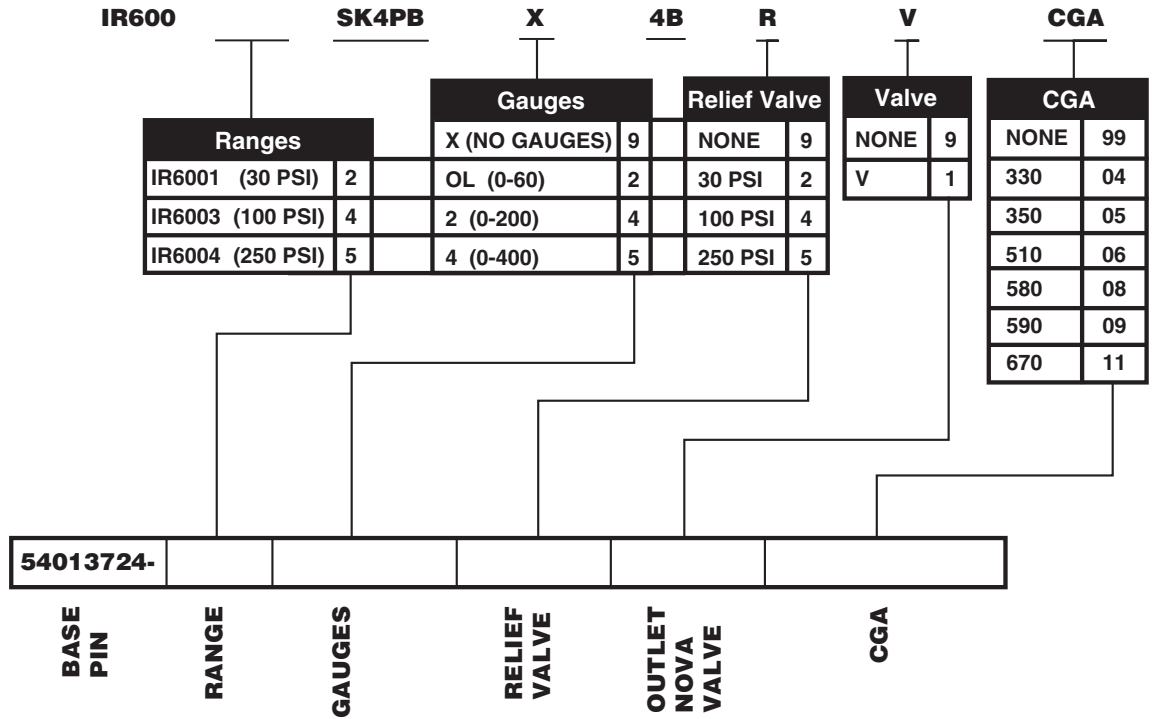 IR600 SK4PB X 4B R V CGA
Ranges
IR6001 (30 PSI) 2
IR6003 (100 PSI) 4
IR6004 (250 PSI) 5
Gauges
X (NO GAUGES) 9
OL (0-60) 2
2 (0-200) 4
4 (0-400) 5
Relief Valve
NONE 9
30 PSI 2
100 PSI 4
250 PSI 5
Valve
NONE 9
V 1
CGA
NONE 99
330 04
350 05
510 06
580 08
590 09
670 11
54013724-
BASE
PIN
RANGE
GAUGES
RELIEF
VALVE
OUTLET
NOVA
VALVE
CGA